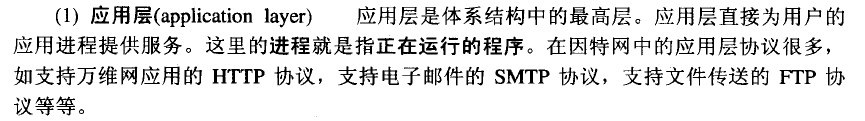 (1) 应用层(application layer) 应用层是体系结构中的最高层。应用层直接为用户的
应用进程提供服务。这里的进程就是指正在运行的程序。在因特网中的应用层协议很多，
如支持万维网应用的 HTTP 协议，支持电子邮件的 SMTP 协议，支持文件传送的 FTP 协
议等等。